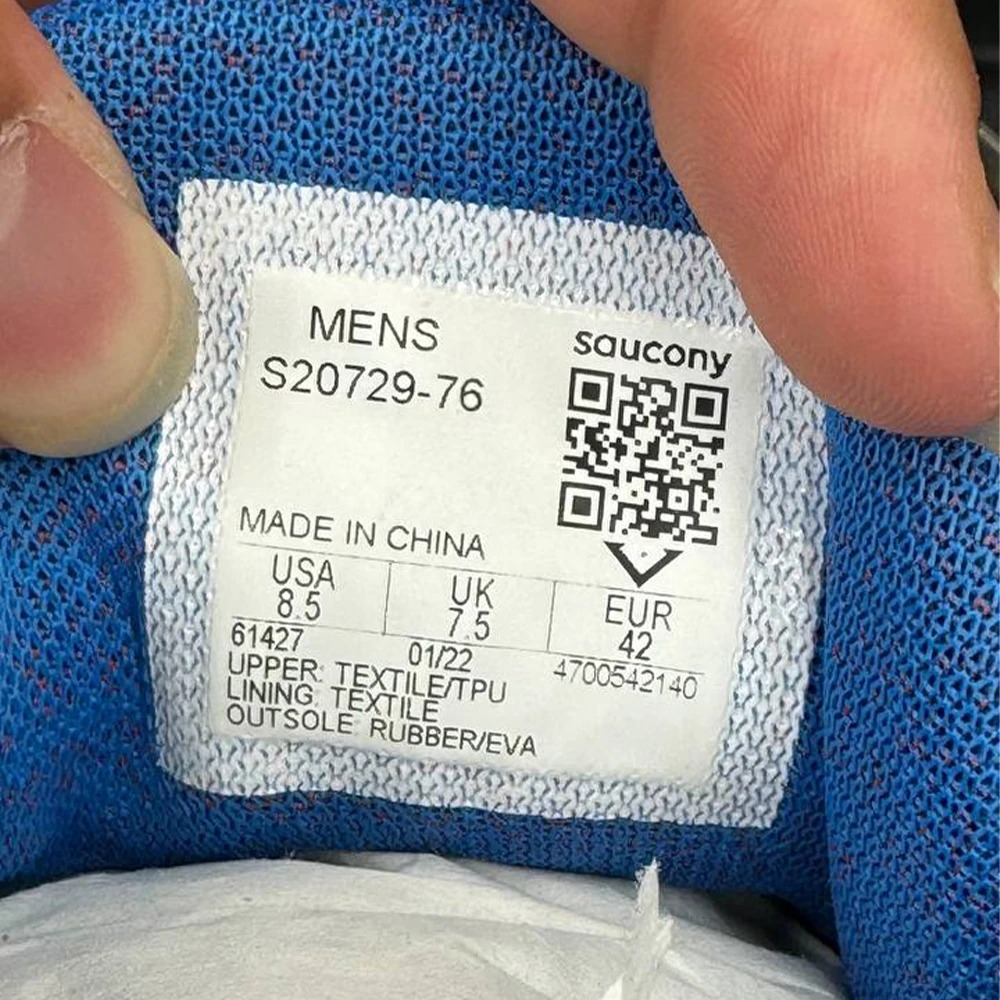 MENS
S20729-76
saucony
MADE IN CHINA
USA
8.5
UK
7.5
EUR
42
61427
01/22
4700542140
UPPER: TEXTILE/TPU
LINING: TEXTILE
OUTSOLE: RUBBER/EVA